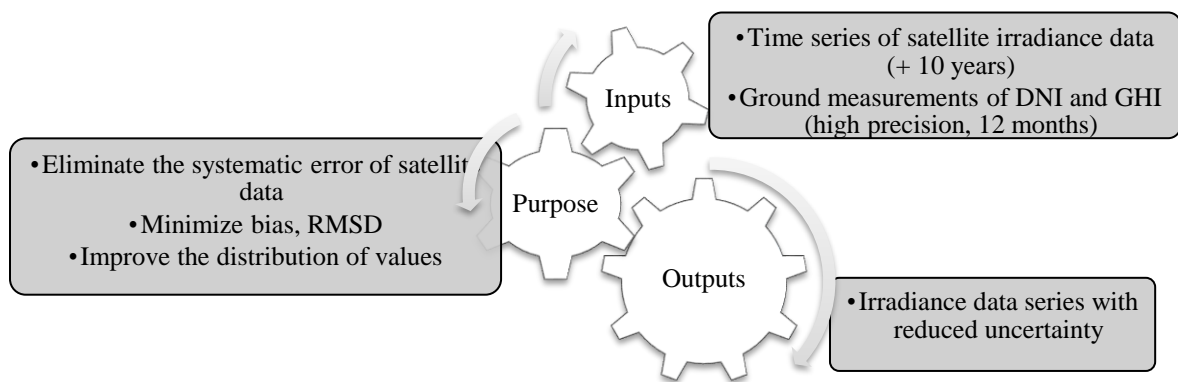 Inputs
•Time series of satellite irradiance data
(+ 10 years)
•Ground measurements of DNI and GHI
(high precision, 12 months)
Purpose
•Eliminate the systematic error of satellite
data
•Minimize bias, RMSD
•Improve the distribution of values
Outputs
•Irradiance data series with
reduced uncertainty